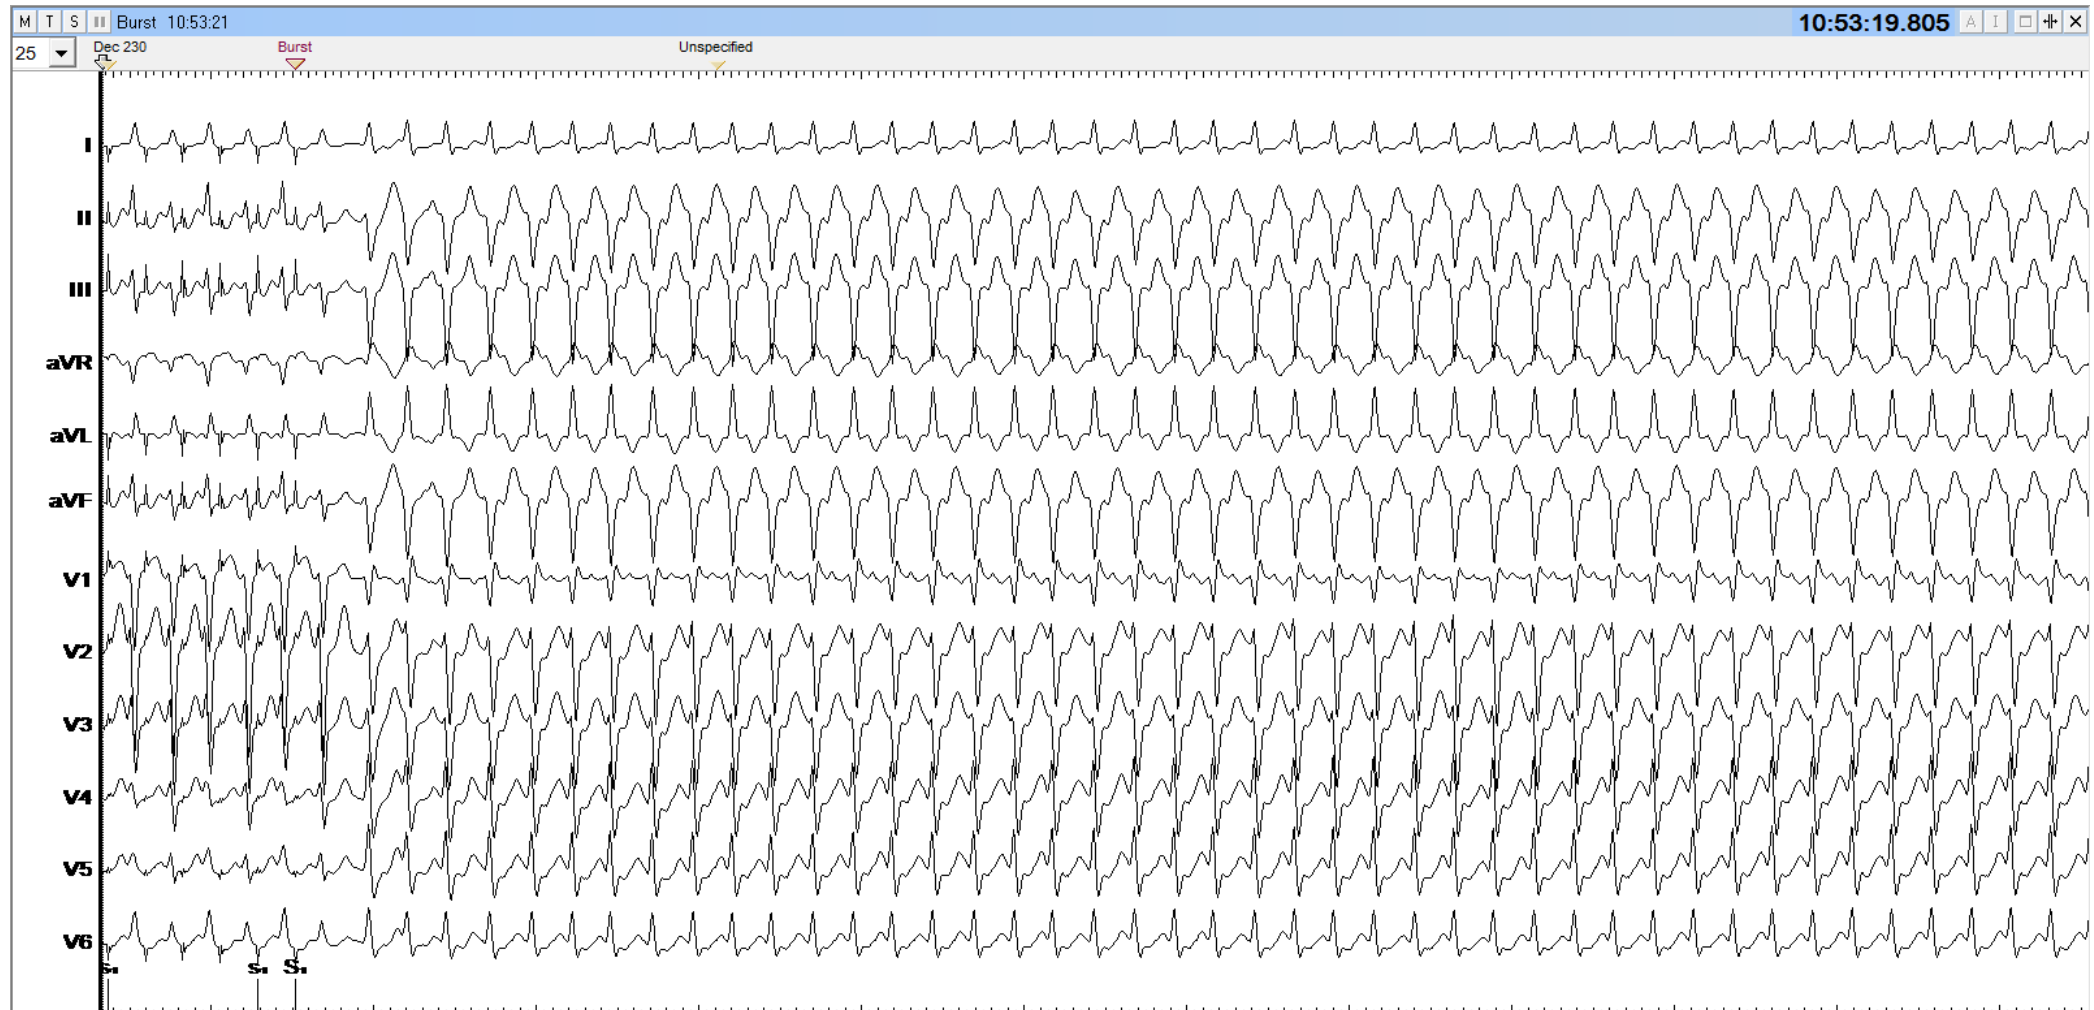 M T S Burst 10:53:21 10:53:19.805 A I
25 Dec 230 Burst Unspecified
I
II
III
aVR
aVL
aVF
V1
V2
V3
V4
V5
V6
S₁ S₁ S₁